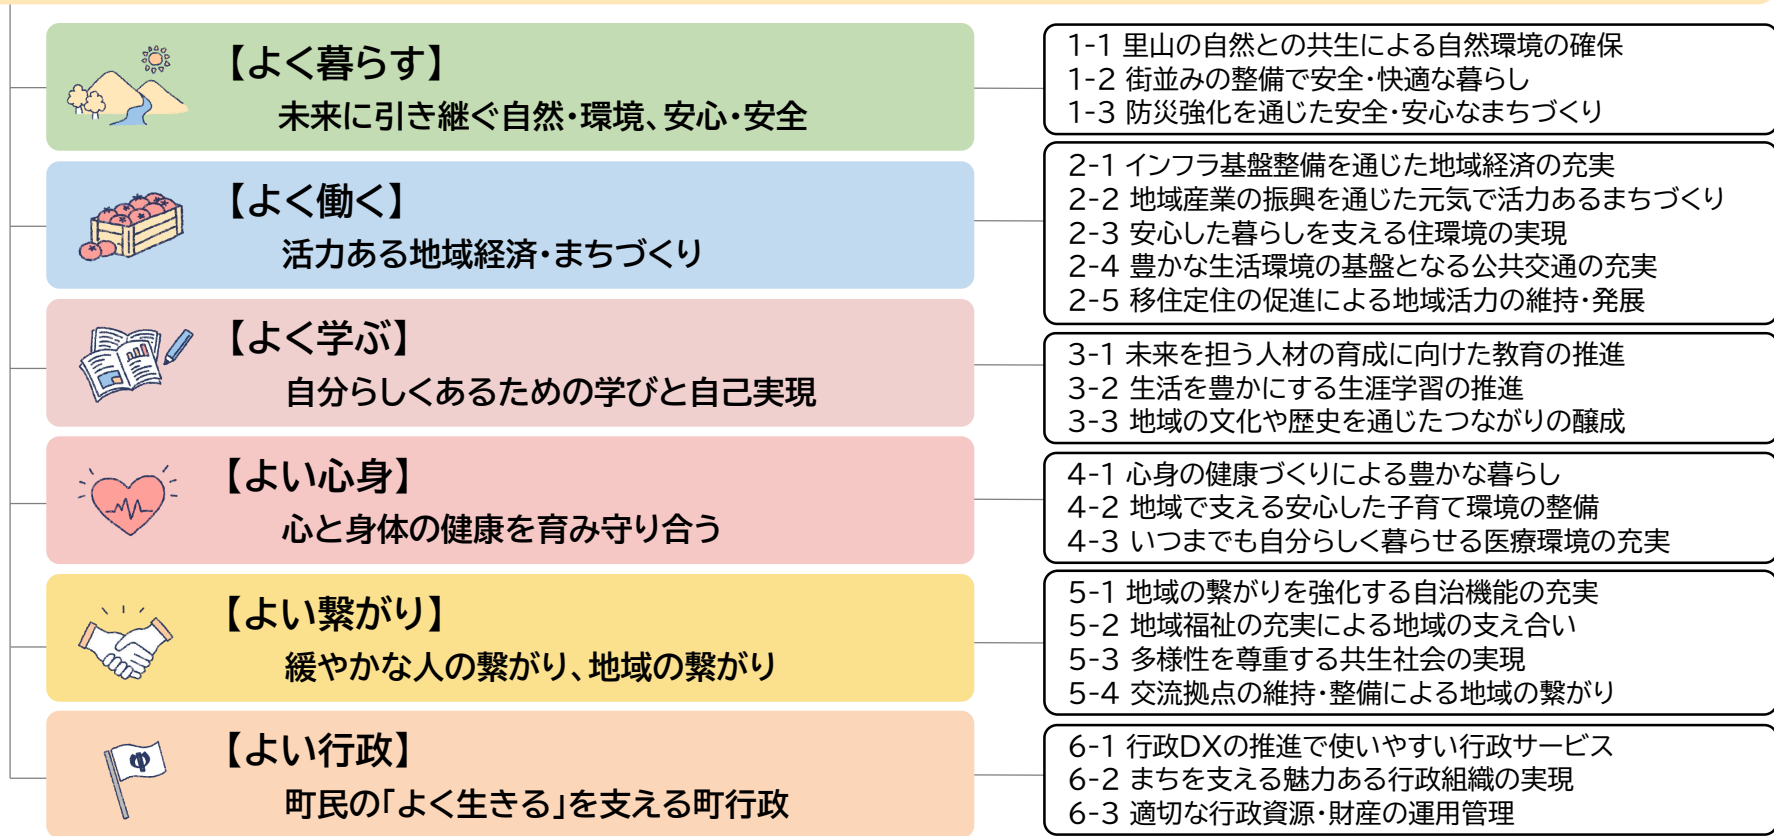 【よく暮らす】
未来に引き継ぐ自然・環境、安心・安全
1-1 里山の自然との共生による自然環境の確保
1-2 街並みの整備で安全・快適な暮らし
1-3 防災強化を通じた安全・安心なまちづくり
【よく働く】
活力ある地域経済・まちづくり
2-1 インフラ基盤整備を通じた地域経済の充実
2-2 地域産業の振興を通じた元気で活力あるまちづくり
2-3 安心した暮らしを支える住環境の実現
2-4 豊かな生活環境の基盤となる公共交通の充実
2-5 移住定住の促進による地域活力の維持・発展
【よく学ぶ】
自分らしくあるための学びと自己実現
3-1 未来を担う人材の育成に向けた教育の推進
3-2 生活を豊かにする生涯学習の推進
3-3 地域の文化や歴史を通じたつながりの醸成
【よい心身】
心と身体の健康を育み守り合う
4-1 心身の健康づくりによる豊かな暮らし
4-2 地域で支える安心した子育て環境の整備
4-3 いつまでも自分らしく暮らせる医療環境の充実
【よい繋がり】
緩やかな人の繋がり、地域の繋がり
5-1 地域の繋がりを強化する自治機能の充実
5-2 地域福祉の充実による地域の支え合い
5-3 多様性を尊重する共生社会の実現
5-4 交流拠点の維持・整備による地域の繋がり
【よい行政】
町民の「よく生きる」を支える町行政
6-1 行政DXの推進で使いやすい行政サービス
6-2 まちを支える魅力ある行政組織の実現
6-3 適切な行政資源・財産の運用管理